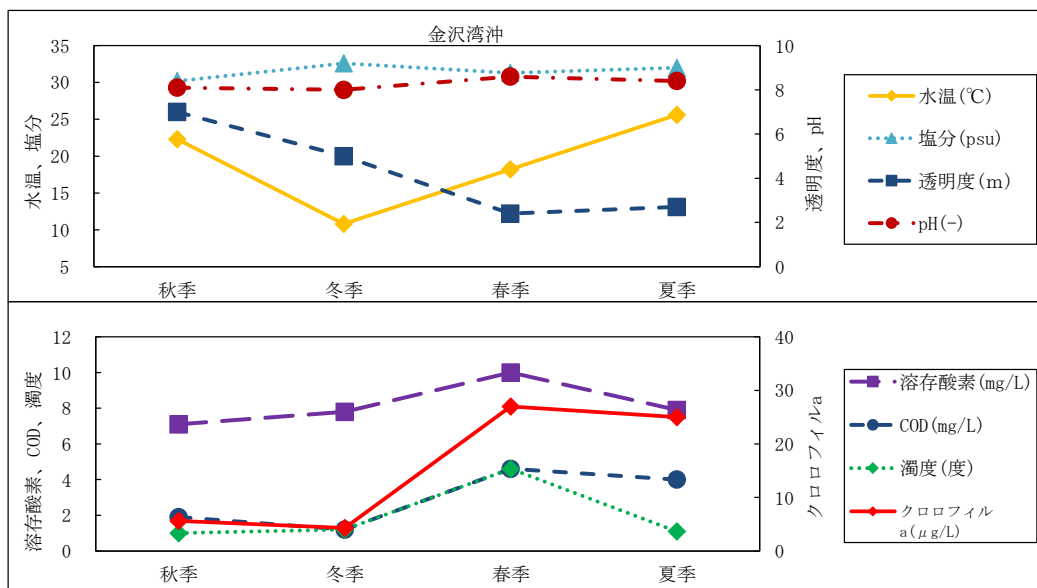 金沢湾沖
35
30
25
20
15
10
5
水温、塩分
10
8
6
4
2
0
透明度、pH
秋季
冬季
春季
夏季
水温(℃)
塩分(psu)
透明度(m)
pH(-)
12
10
8
6
4
2
0
溶存酸素、COD、濁度
40
30
20
10
0
クロロフィルa
秋季
冬季
春季
夏季
溶存酸素(mg/L)
COD(mg/L)
濁度(度)
クロロフィル
a(μg/L)